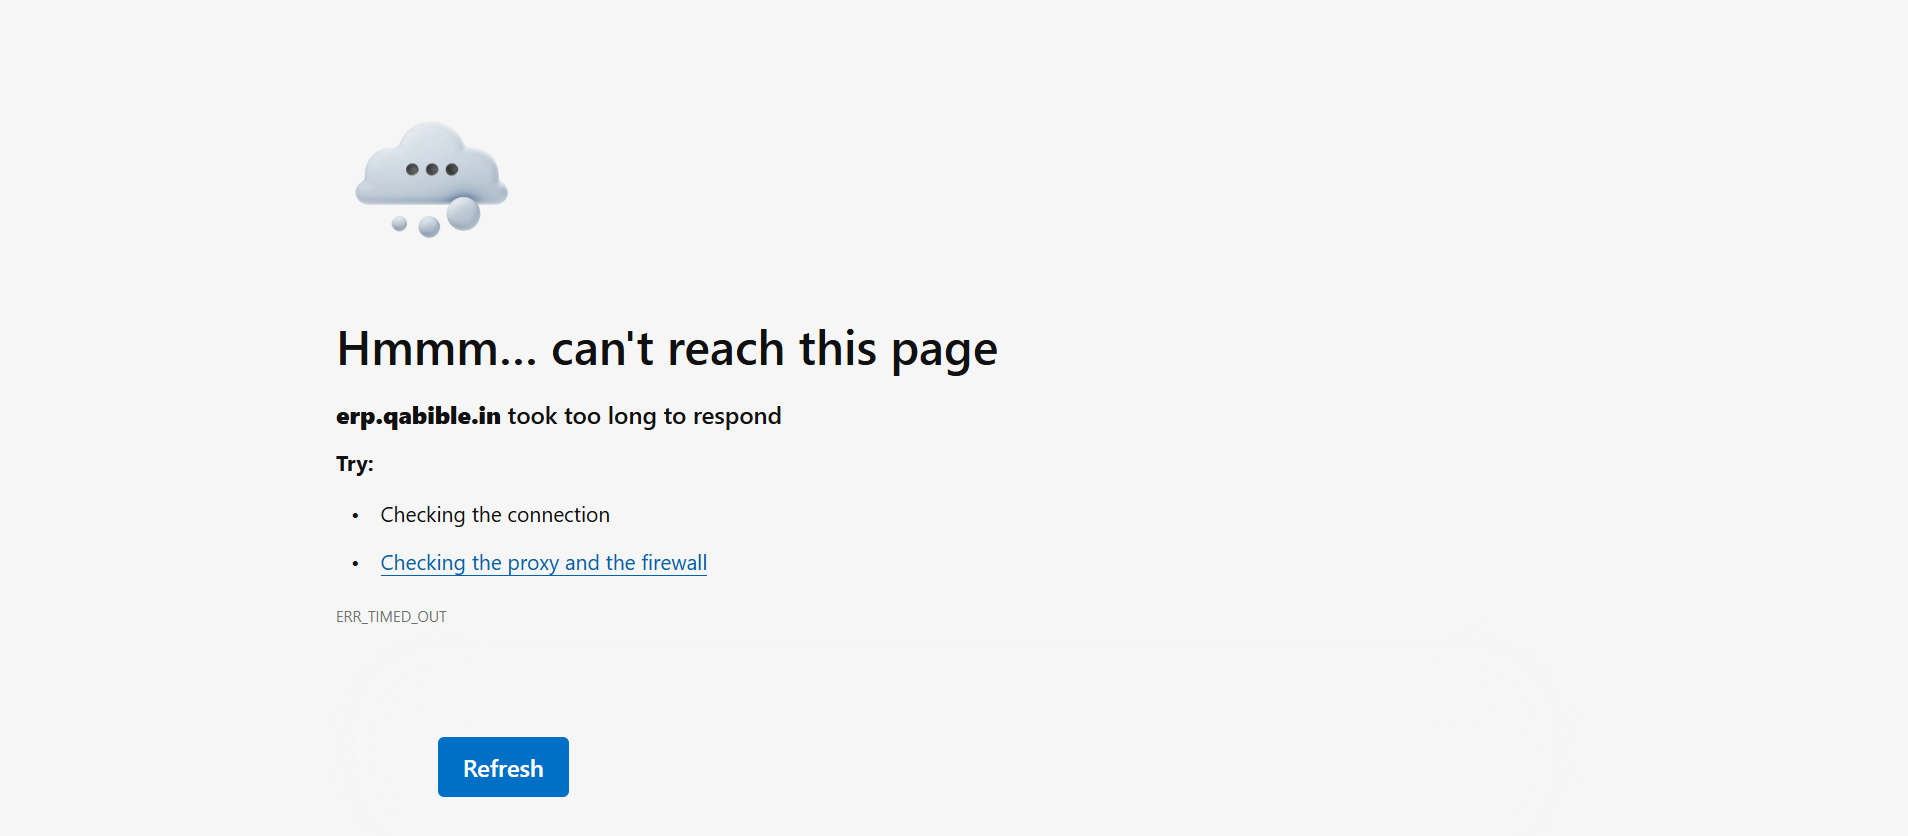 Hmmm... can't reach this page
erp.qabible.in took too long to respond
Try:
• Checking the connection
• Checking the proxy and the firewall
ERR_TIMED_OUT
Refresh